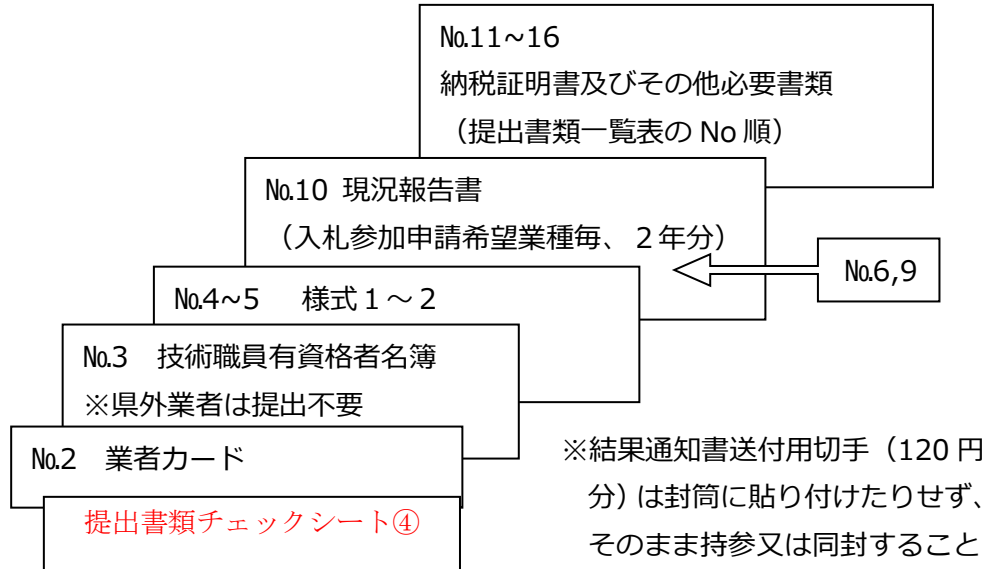 №11~16
納税証明書及びその他必要書類
（提出書類一覧表の No 順）
№10 現況報告書
（入札参加申請希望業種毎、２年分）
№6,9
№4~5　様式１～２
№3　技術職員有資格者名簿
※県外業者は提出不要
№2　業者カード
提出書類チェックシート④
※結果通知書送付用切手（120 円
分）は封筒に貼り付けたりせず、
そのまま持参又は同封すること